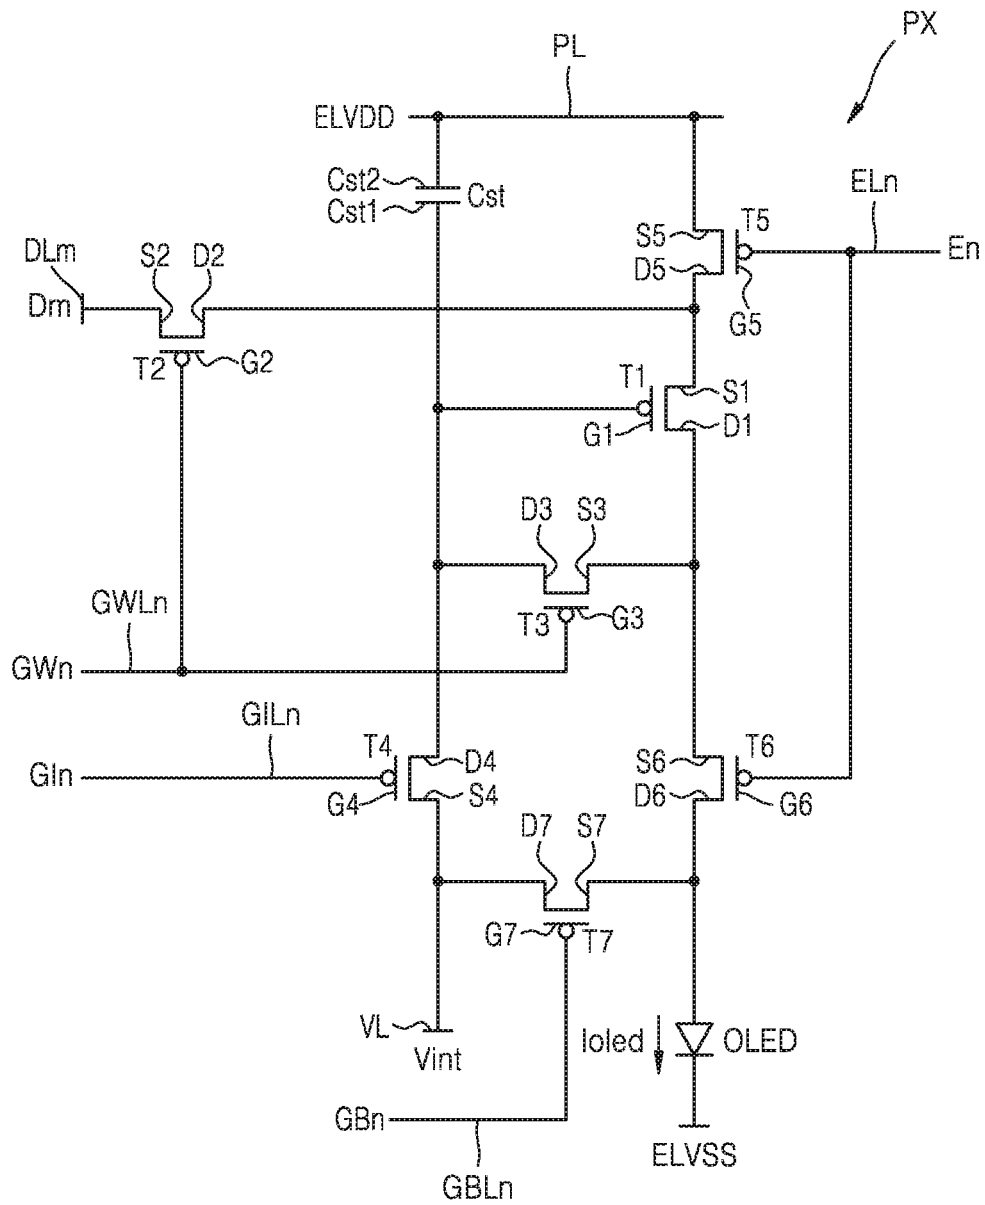 PX
PL
ELVDD
Cst2
Cst1
Cst
ELn
T5
S5
D5
En
G5
DLm
S2 D2
Dm
T2
G2
T1
S1
G1
D1
D3 S3
GWLn
T3
G3
GWn
GILn
T4
D4
S6
T6
GIn
G4
S4
D6
G6
D7 S7
G7
T7
VL
Vint
Ioled
OLED
GBn
ELVSS
GBLn